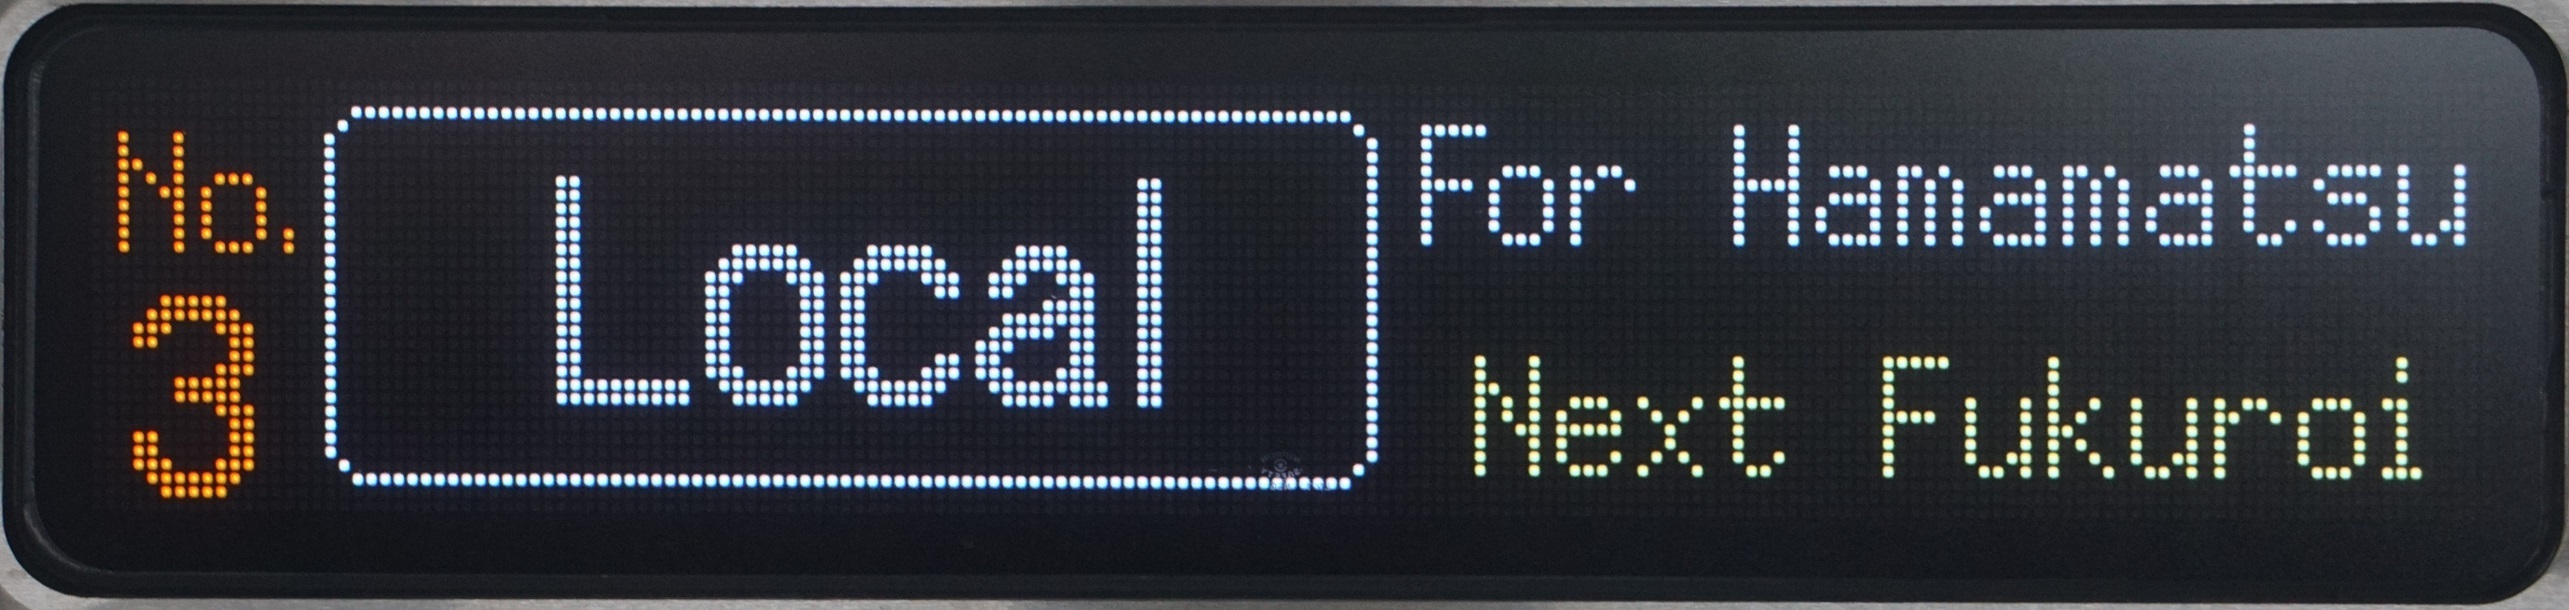 No.
3
Local
For Hamamatsu
Next Fukuroi